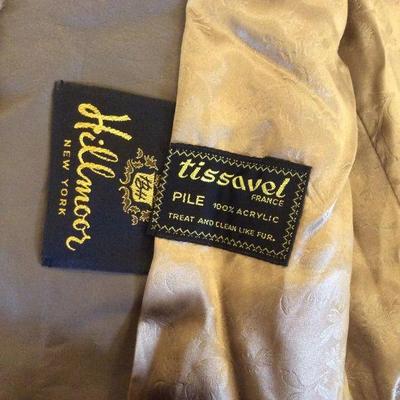 Hillmoor
NEW YORK
tissavel
FRANCE
PILE 100% ACRYLIC
TREAT AND CLEAN LIKE FUR.